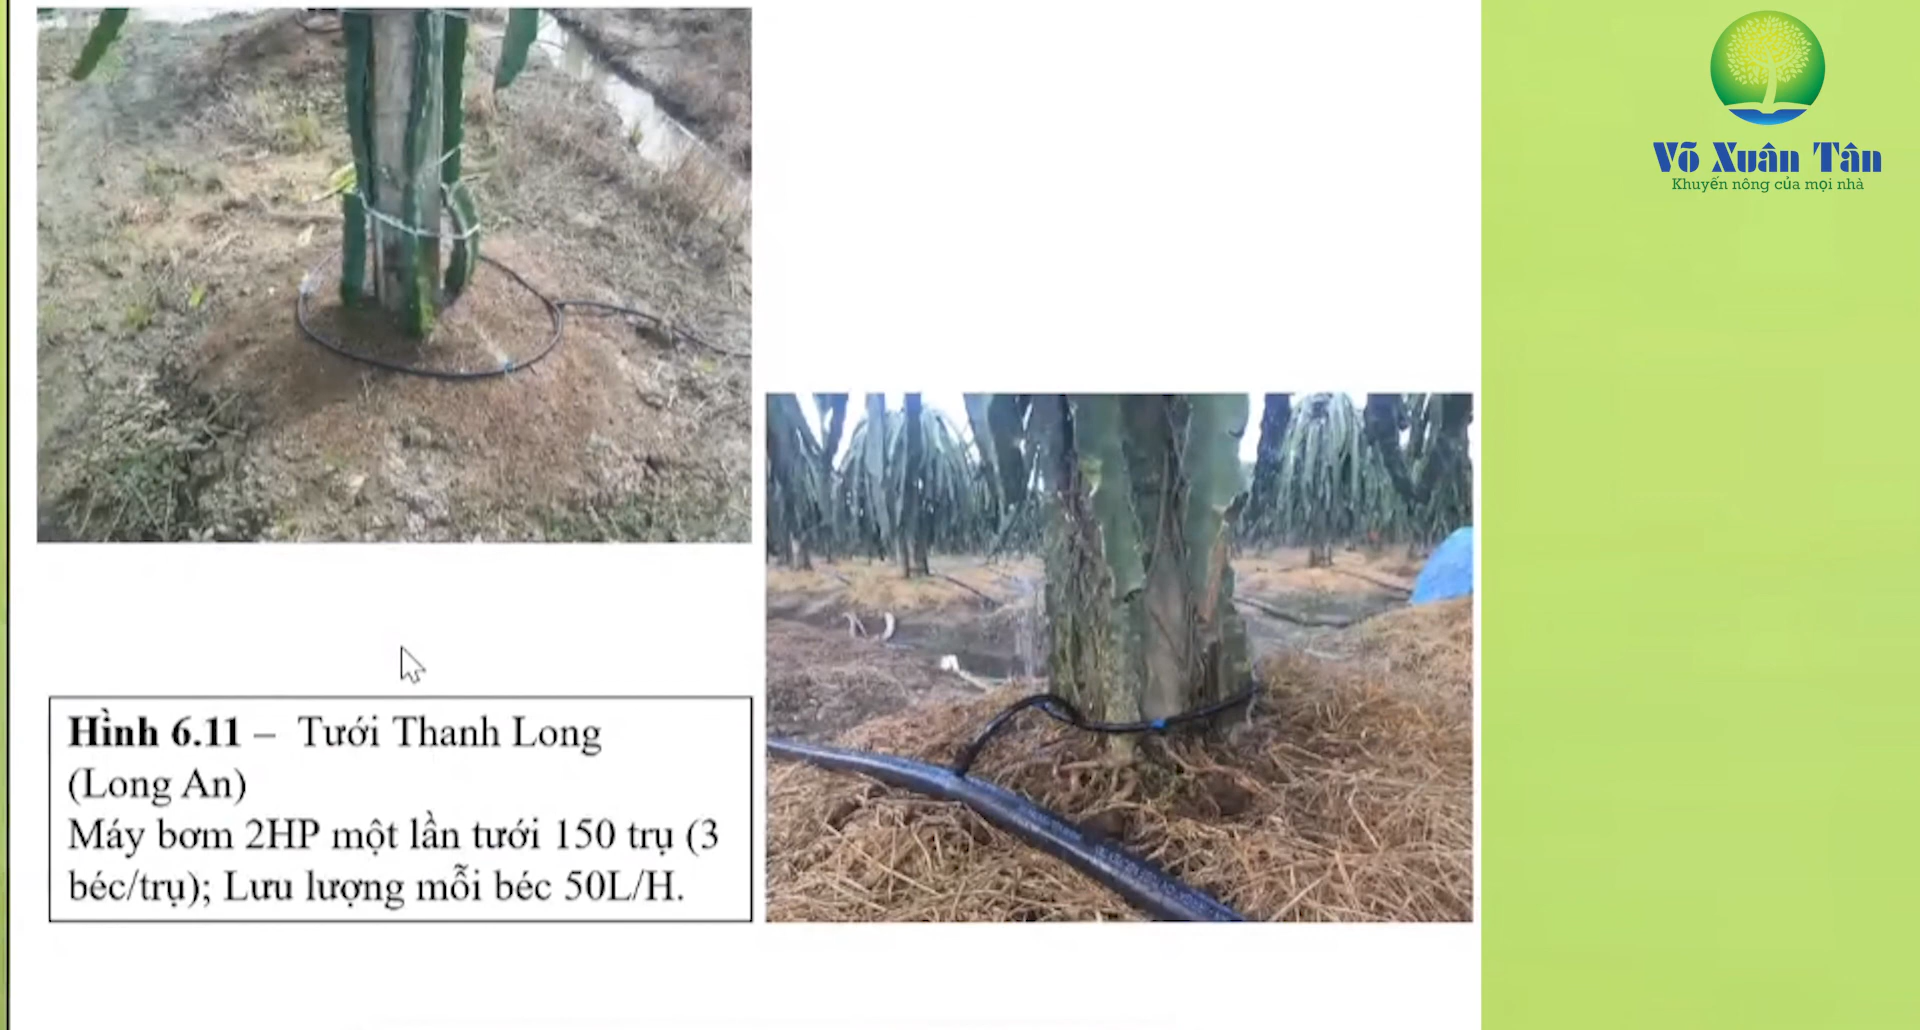 Võ Xuân Tân
Khuyến nông của mọi nhà
Hình 6.11 – Tưới Thanh Long
(Long An)
Máy bơm 2HP một lần tưới 150 trụ (3
béc/trụ); Lưu lượng mỗi béc 50L/H.